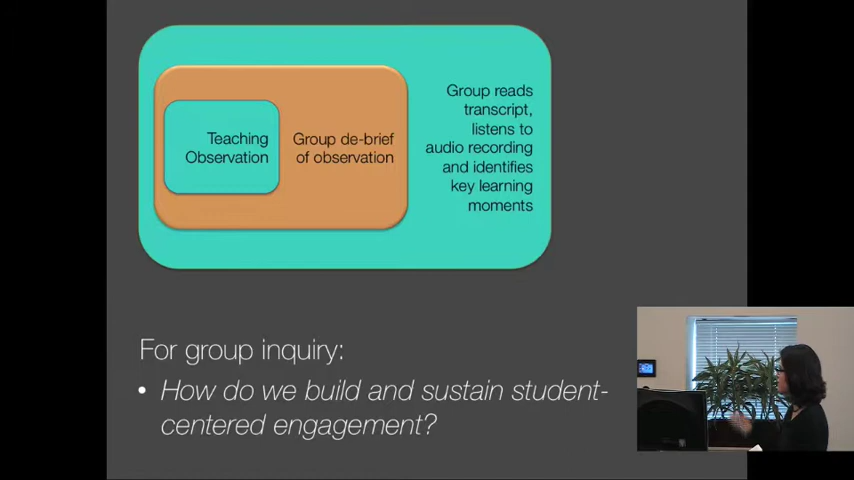 Teaching
Observation
Group de-brief
of observation
Group reads
transcript,
listens to
audio recording
and identifies
key learning
moments
For group inquiry:
• How do we build and sustain student-
centered engagement?